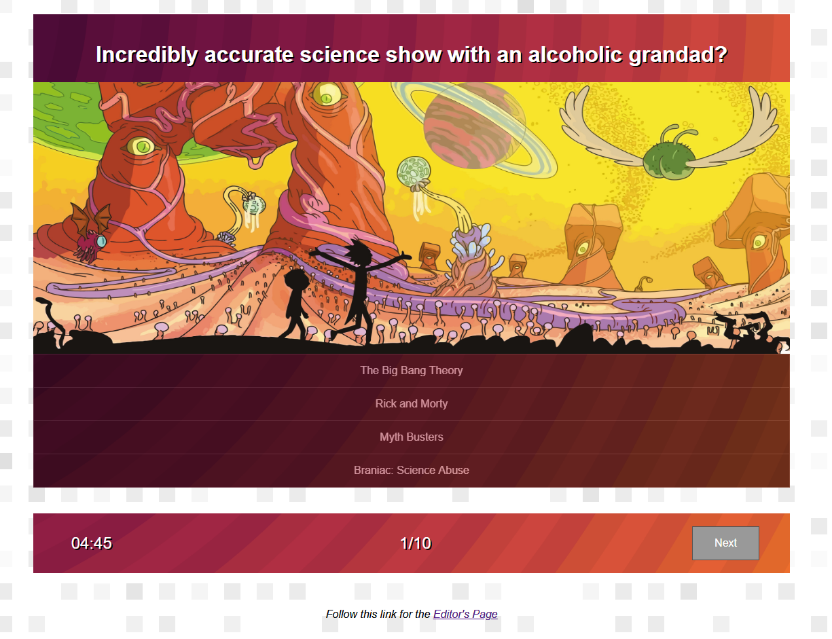 Incredibly accurate science show with an alcoholic grandad?
The Big Bang Theory
Rick and Morty
Myth Busters
Braniac: Science Abuse
04:45 1/10 Next
Follow this link for the Editor's Page